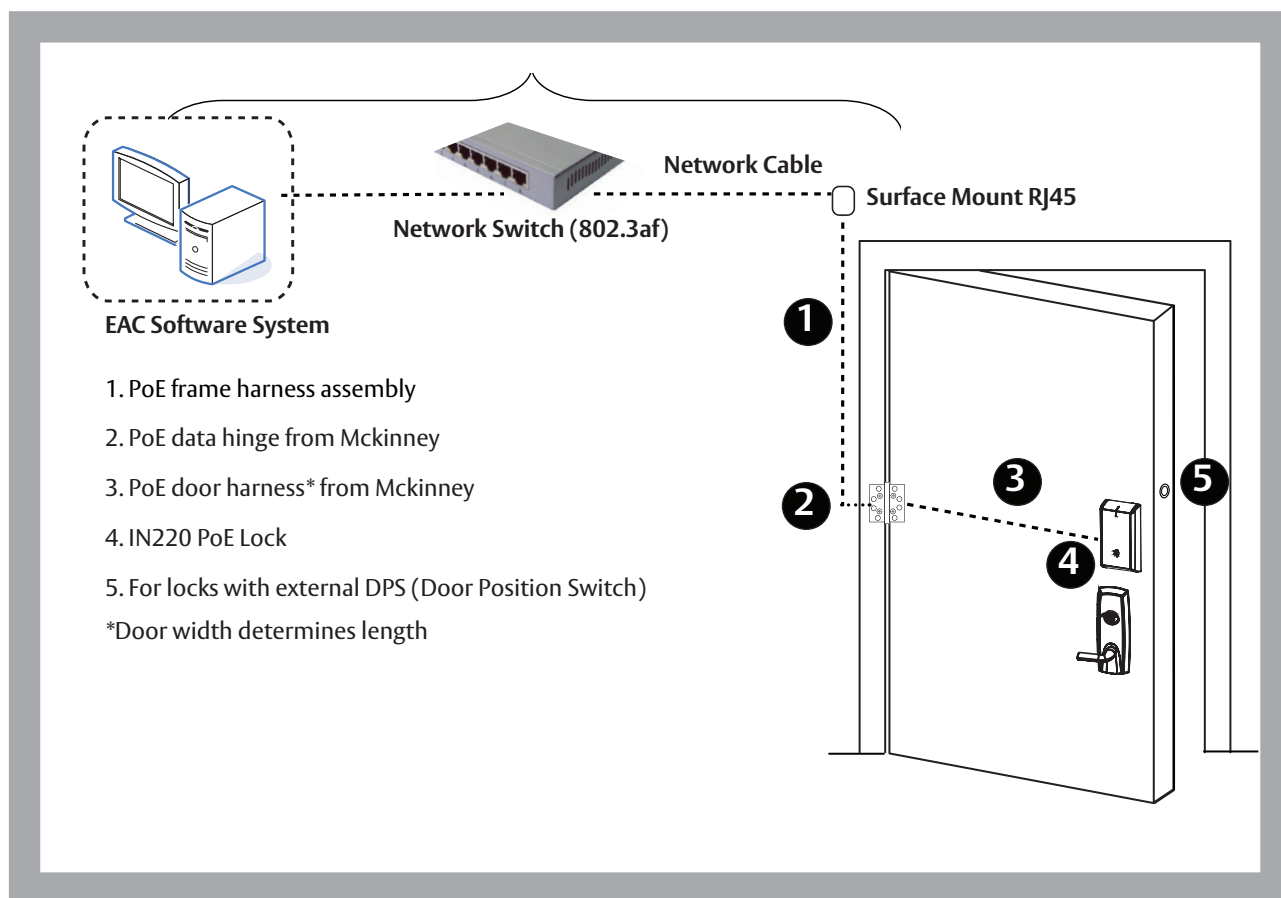 Network Cable
Surface Mount RJ45
Network Switch (802.3af)
EAC Software System
1. PoE frame harness assembly
2. PoE data hinge from Mckinney
3. PoE door harness* from Mckinney
4. IN220 PoE Lock
5. For locks with external DPS (Door Position Switch)
*Door width determines length
1
2
3
4
5